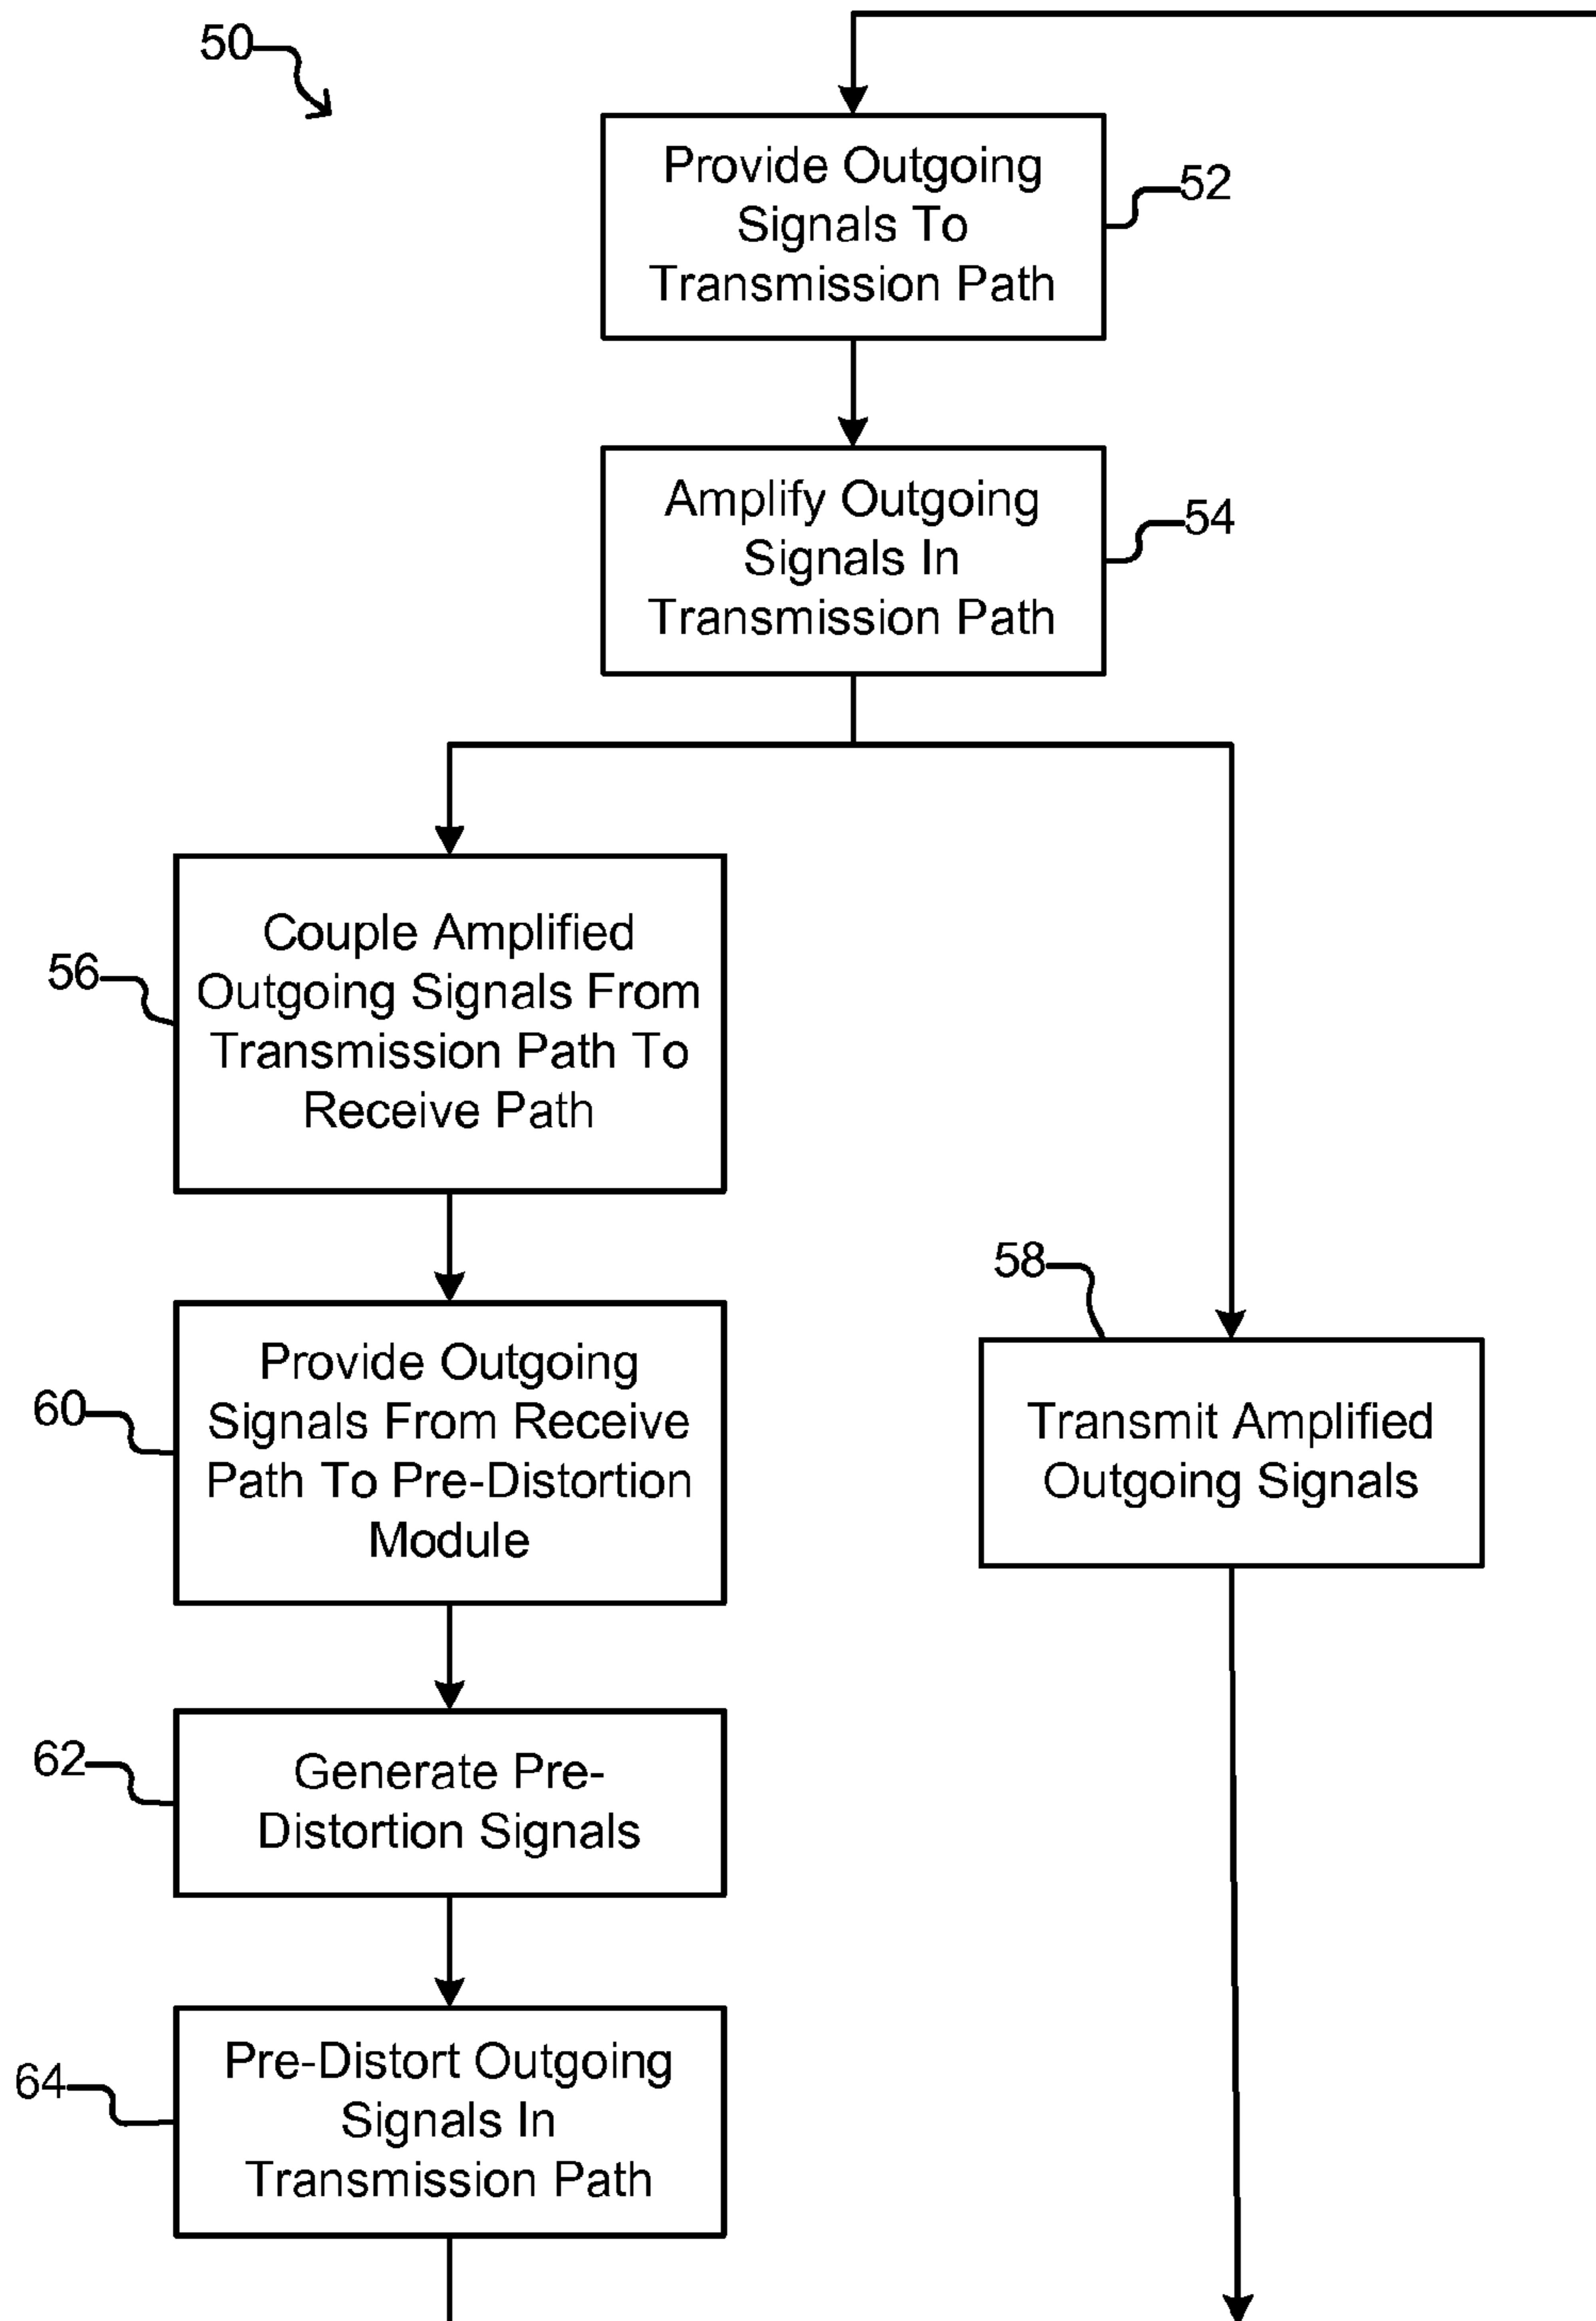 50
Provide Outgoing
Signals To
Transmission Path
52
Amplify Outgoing
Signals In
Transmission Path
54
Couple Amplified
Outgoing Signals From
Transmission Path To
Receive Path
56
58
Transmit Amplified
Outgoing Signals
Provide Outgoing
Signals From Receive
Path To Pre-Distortion
Module
60
Generate Pre-
Distortion Signals
62
Pre-Distort Outgoing
Signals In
Transmission Path
64